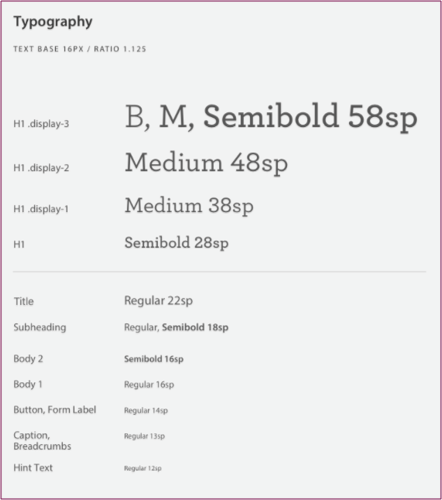 Typography
TEXT BASE 16PX / RATIO 1.125
H1 .display-3 B, M, Semibold 58sp
H1 .display-2 Medium 48sp
H1 .display-1 Medium 38sp
H1 Semibold 28sp
Title Regular 22sp
Subheading Regular, Semibold 18sp
Body 2 Semibold 16sp
Body 1 Regular 16sp
Button, Form Label Regular 14sp
Caption, Regular 13sp
Breadcrumbs
Hint Text Regular 12sp